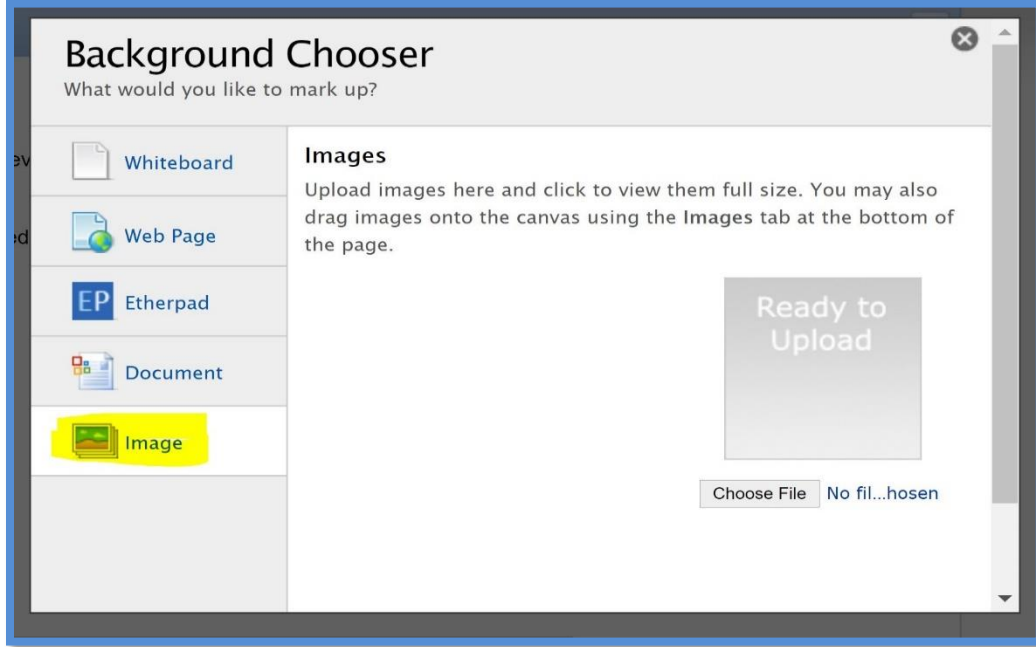 Background Chooser
What would you like to mark up?
ev
Whiteboard
Images
Upload images here and click to view them full size. You may also
drag images onto the canvas using the Images tab at the bottom of
the page.
ed
Web Page
EP Etherpad
Ready to
Upload
Document
Image
Choose File No fil...hosen